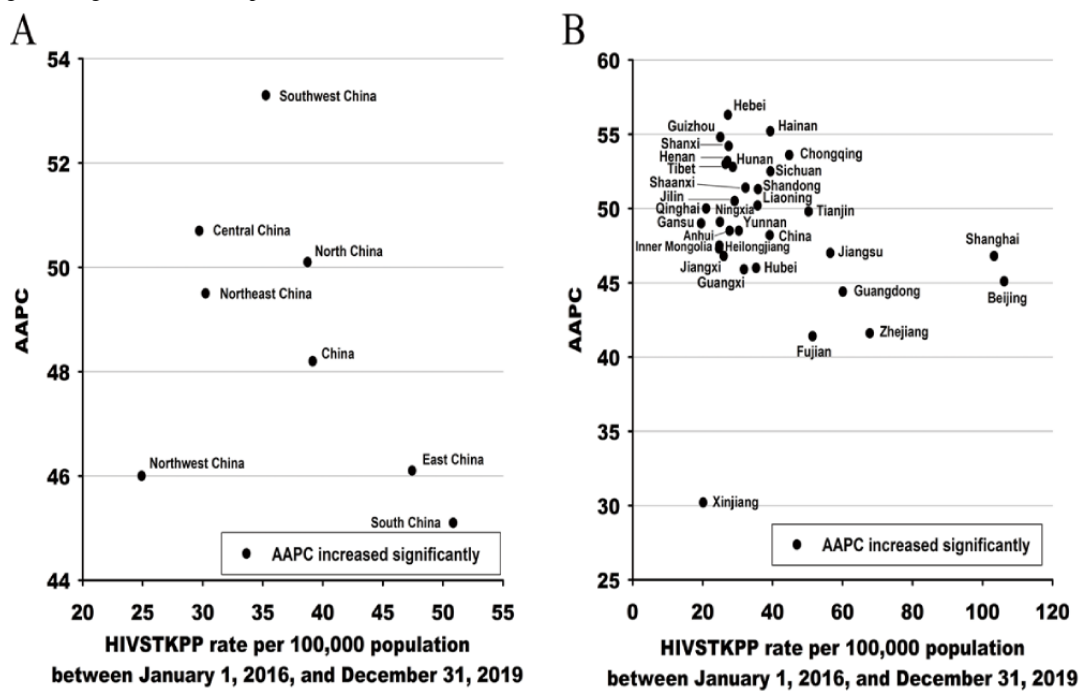 A
54
52
50
48
46
44
AAPC
Southwest China
Central China
North China
Northeast China
China
Northwest China
East China
South China
AAPC increased significantly
20 25 30 35 40 45 50 55
HIVSTKPP rate per 100,000 population
between January 1, 2016, and December 31, 2019
B
60
55
50
45
40
35
30
25
AAPC
Hebei
Guizhou
Hainan
Shanxi
Henan
Hunan
Chongqing
Tibet
Sichuan
Shaanxi
Shandong
Jilin
Liaoning
Qinghai
Ningxia
Tianjin
Gansu
Yunnan
Anhui
China
Shanghai
Inner Mongolia
Heilongjiang
Jiangsu
Jiangxi
Hubei
Guangxi
Guangdong
Beijing
Zhejiang
Fujian
Xinjiang
AAPC increased significantly
0 20 40 60 80 100 120
HIVSTKPP rate per 100,000 population
between January 1, 2016, and December 31, 2019